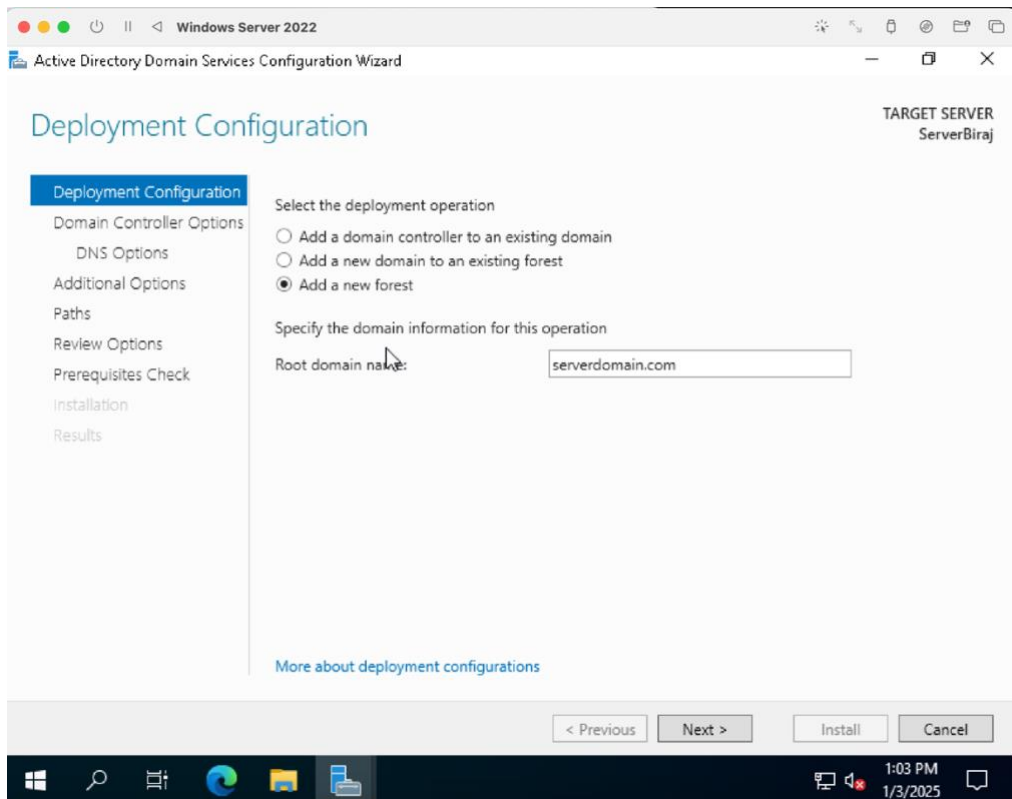 Windows Server 2022
Active Directory Domain Services Configuration Wizard
Deployment Configuration
TARGET SERVER
ServerBiraj
Deployment Configuration
Domain Controller Options
DNS Options
Additional Options
Paths
Review Options
Prerequisites Check
Installation
Results
Select the deployment operation
Add a domain controller to an existing domain
Add a new domain to an existing forest
Add a new forest
Specify the domain information for this operation
Root domain name: serverdomain.com
More about deployment configurations
< Previous Next > Install Cancel
1:03 PM
1/3/2025